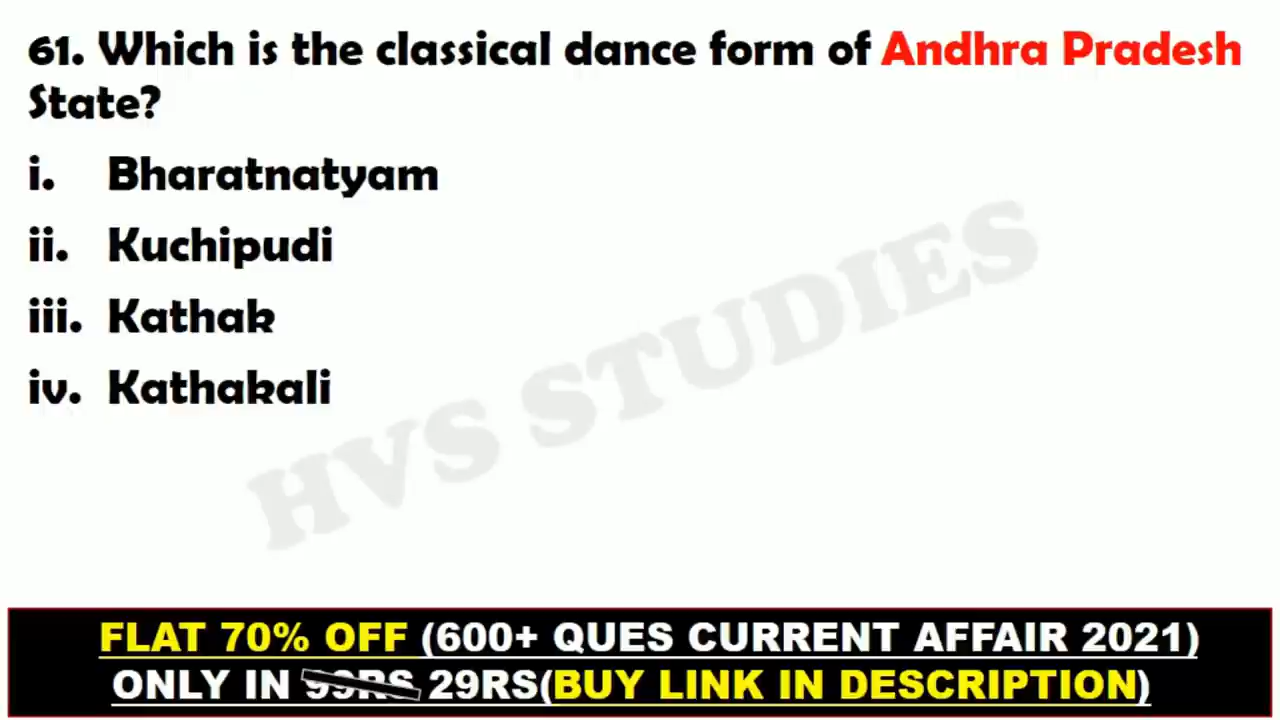 61. Which is the classical dance form of Andhra Pradesh
State?
i. Bharatnatyam
ii. Kuchipudi
iii. Kathak
iv. Kathakali
HVS STUDIES
FLAT 70% OFF (600+ QUES CURRENT AFFAIR 2021)
ONLY IN 99RS 29RS(BUY LINK IN DESCRIPTION)